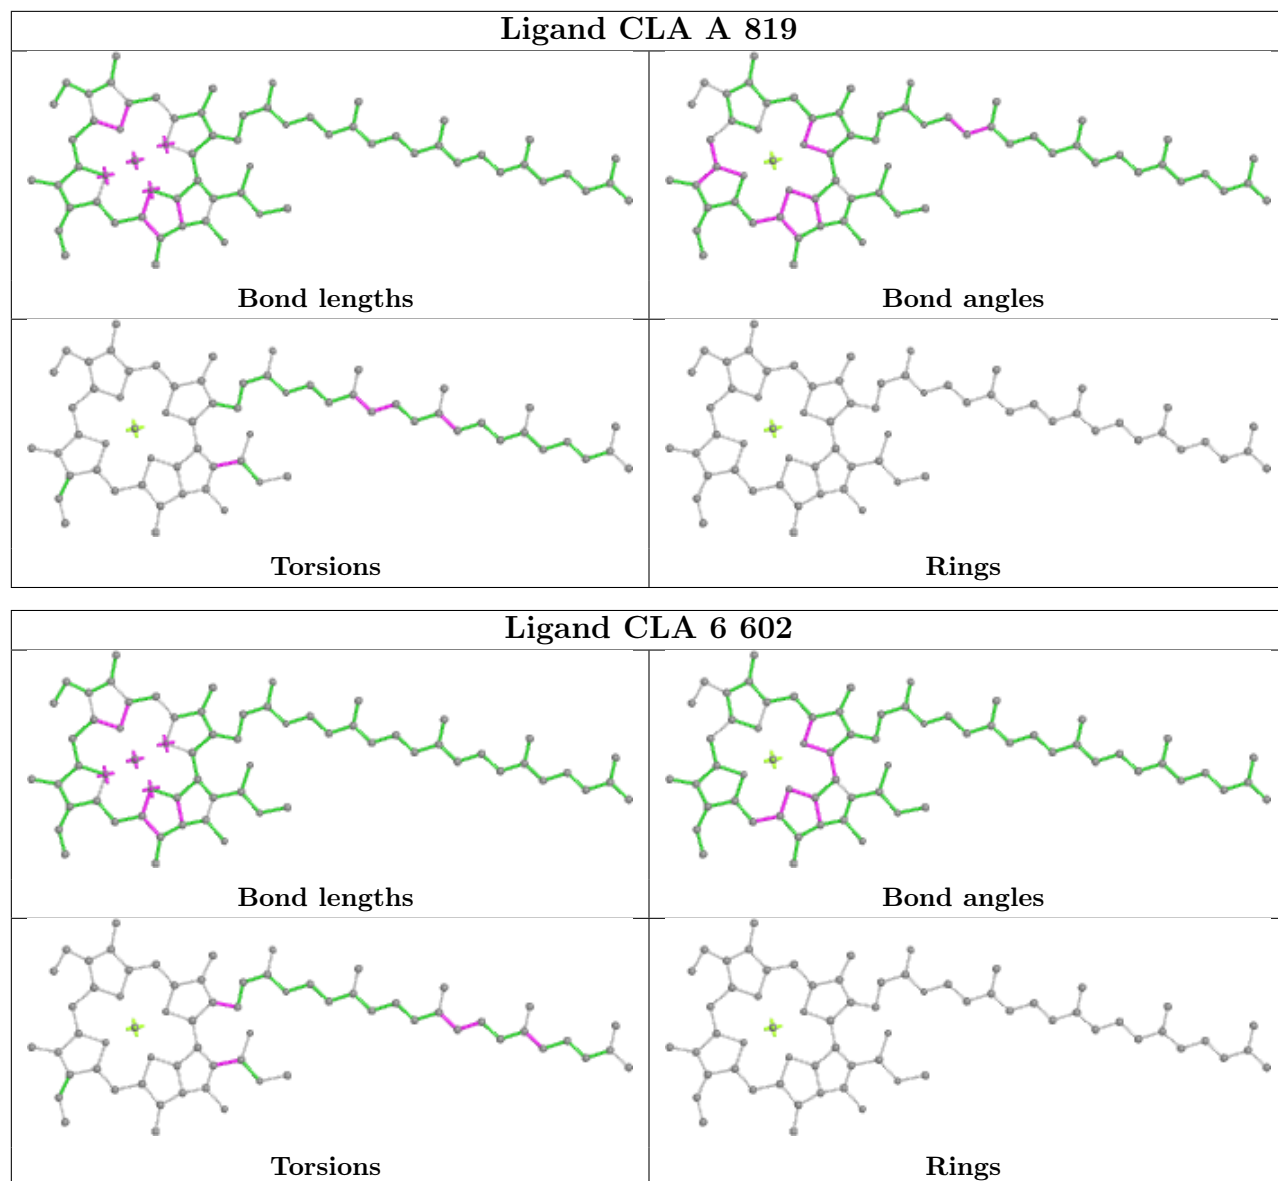 Ligand CLA A 819
Bond lengths
Bond angles
Torsions
Rings
Ligand CLA 6 602
Bond lengths
Bond angles
Torsions
Rings